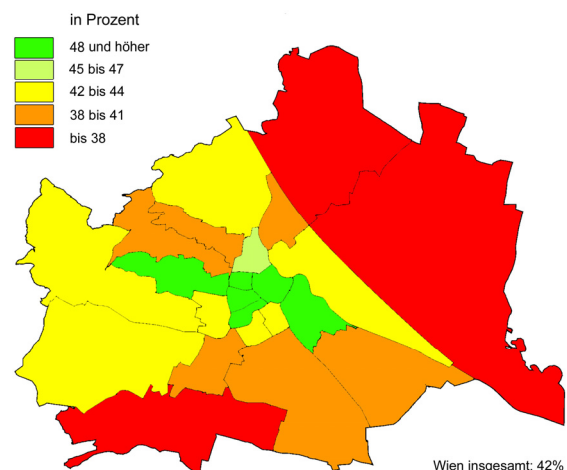 in Prozent
48 und höher
45 bis 47
42 bis 44
38 bis 41
bis 38
Wien insgesamt: 42%